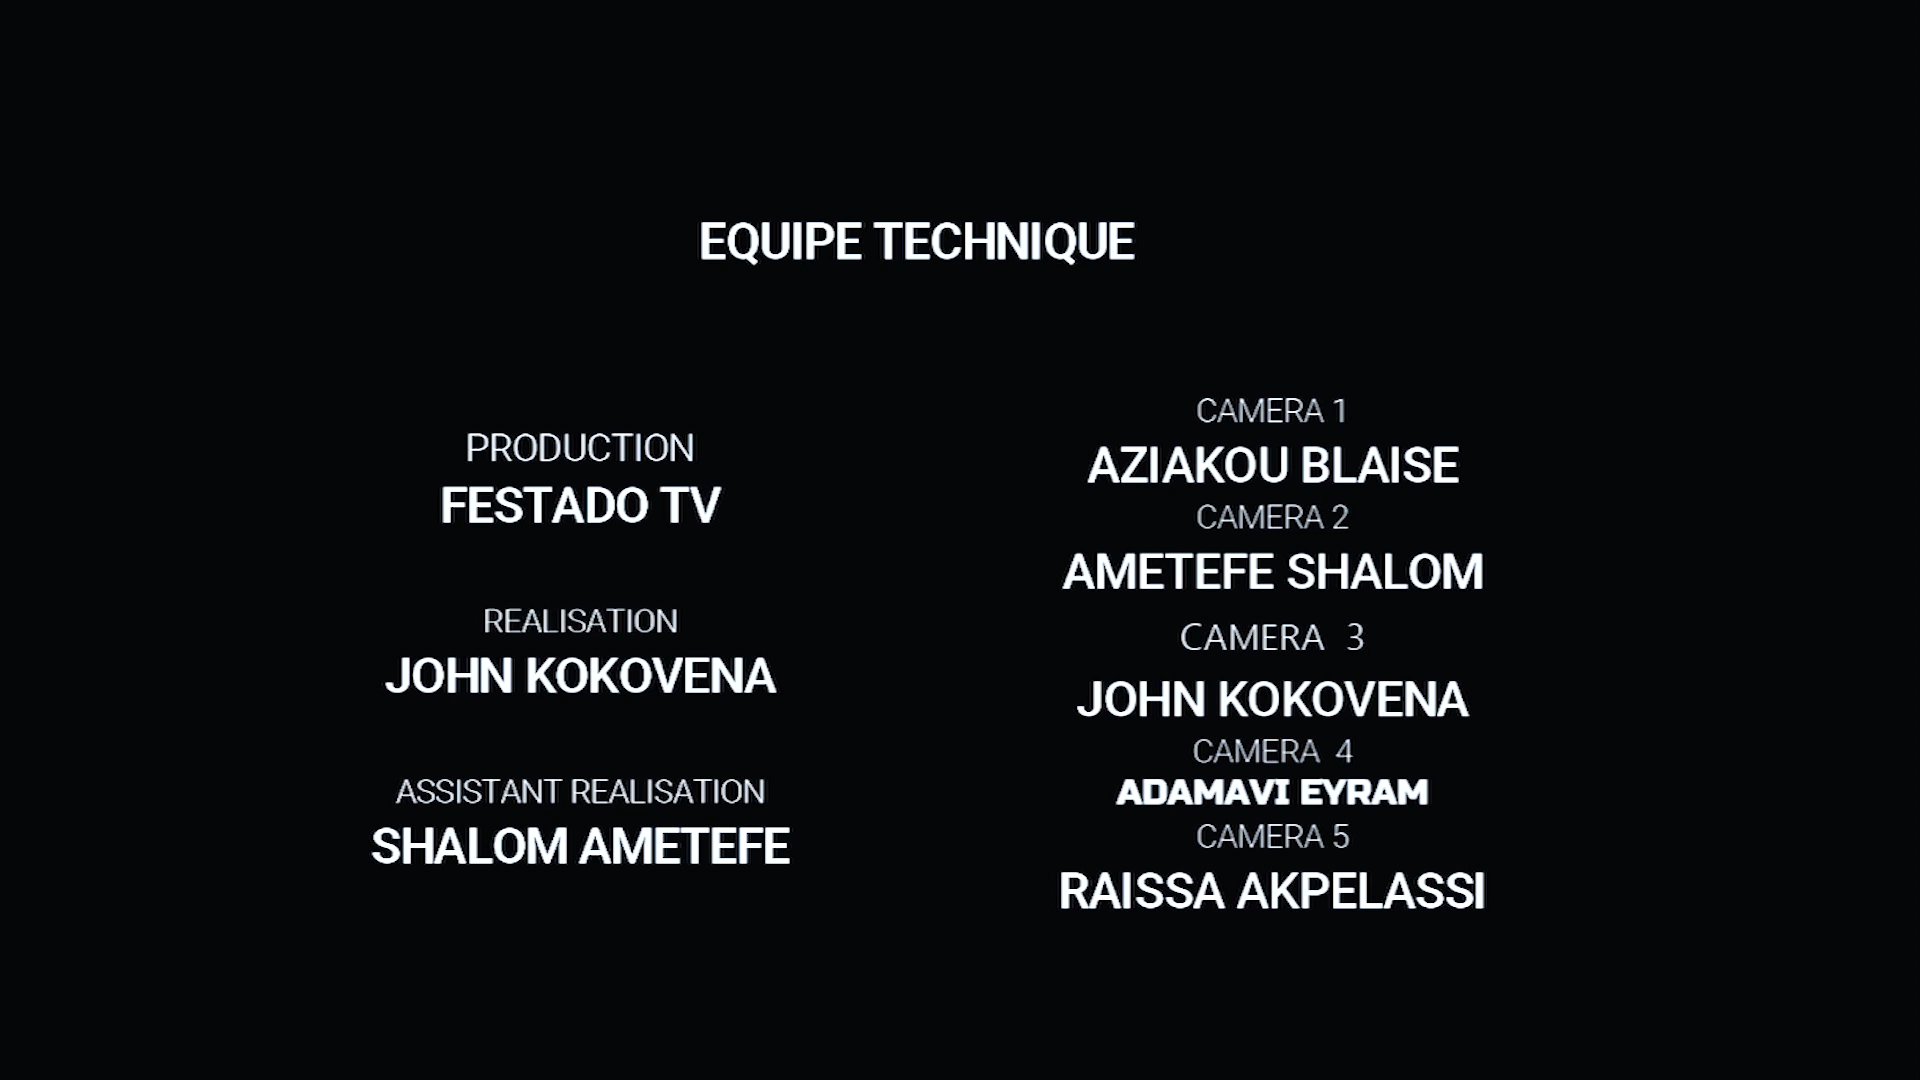 EQUIPE TECHNIQUE
PRODUCTION
FESTADO TV
REALISATION
JOHN KOKOVENA
ASSISTANT REALISATION
SHALOM AMETEFE
CAMERA 1
AZIAKOU BLAISE
CAMERA 2
AMETEFE SHALOM
CAMERA 3
JOHN KOKOVENA
CAMERA 4
ADAMAVI EYRAM
CAMERA 5
RAISSA AKPELASSI